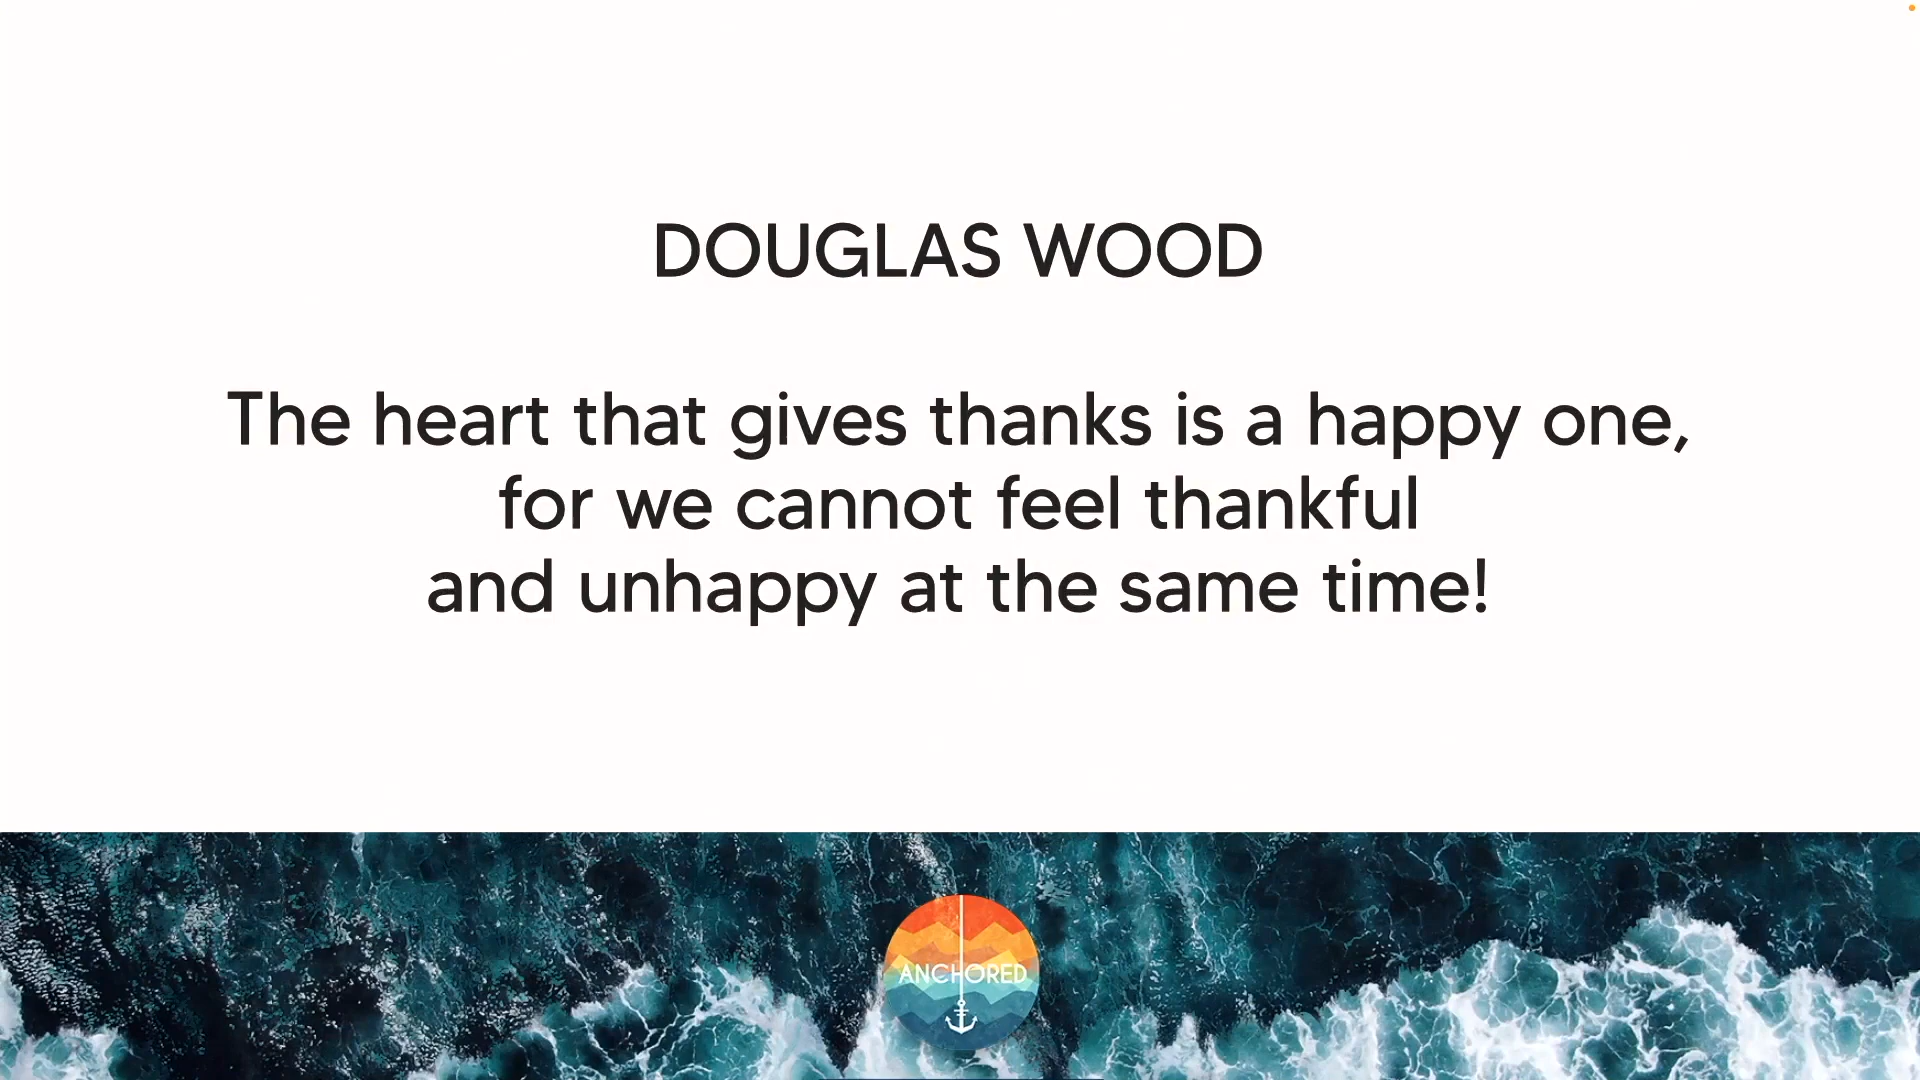 DOUGLAS WOOD
The heart that gives thanks is a happy one,
for we cannot feel thankful
and unhappy at the same time!
ANCHORED